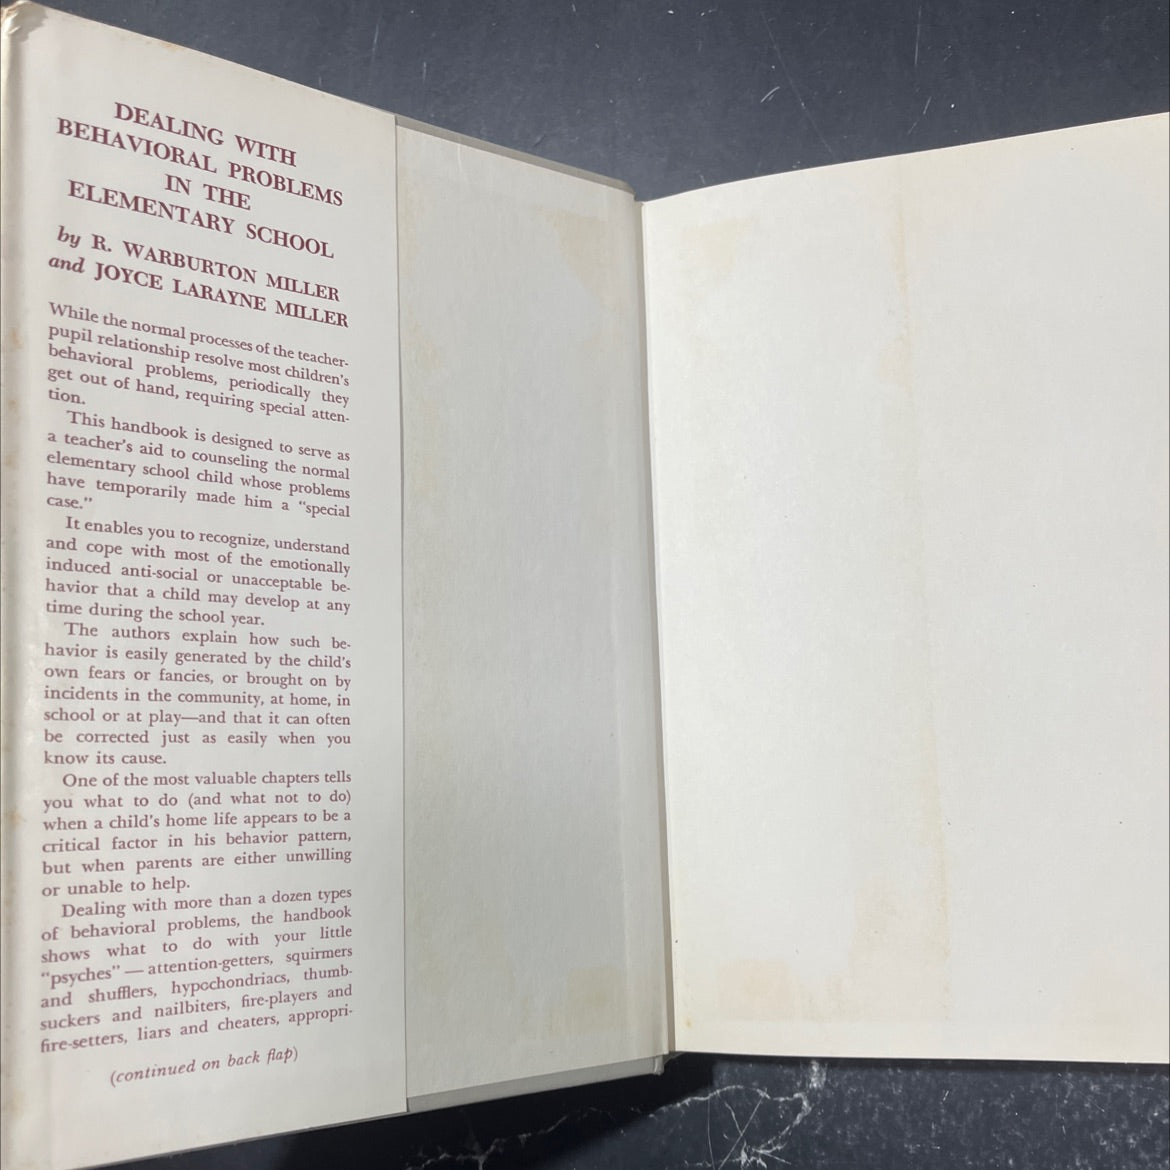 DEALING WITH
BEHAVIORAL PROBLEMS
IN THE
ELEMENTARY SCHOOL
by R. WARBURTON MILLER
and JOYCE LARAYNE MILLER
While the normal processes of the teacher-
pupil relationship resolve most children's
behavioral problems, periodically they
get out of hand, requiring special atten-
tion.
This handbook is designed to serve as
a teacher's aid to counseling the normal
elementary school child whose problems
have temporarily made him a "special
case."
It enables you to recognize, understand
and cope with most of the emotionally
induced anti-social or unacceptable be-
havior that a child may develop at any
time during the school year.
The authors explain how such be-
havior is easily generated by the child's
own fears or fancies, or brought on by
incidents in the community, at home, in
school or at play—and that it can often
be corrected just as easily when you
know its cause.
One of the most valuable chapters tells
you what to do (and what not to do)
when a child's home life appears to be a
critical factor in his behavior pattern,
but when parents are either unwilling
or unable to help.
Dealing with more than a dozen types
of behavioral problems, the handbook
shows what to do with your little
"psyches" — attention-getters, squirmers
and shufflers, hypochondriacs, thumb-
suckers and nailbiters, fire-players and
fire-setters, liars and cheaters, appropri-
(continued on back flap)